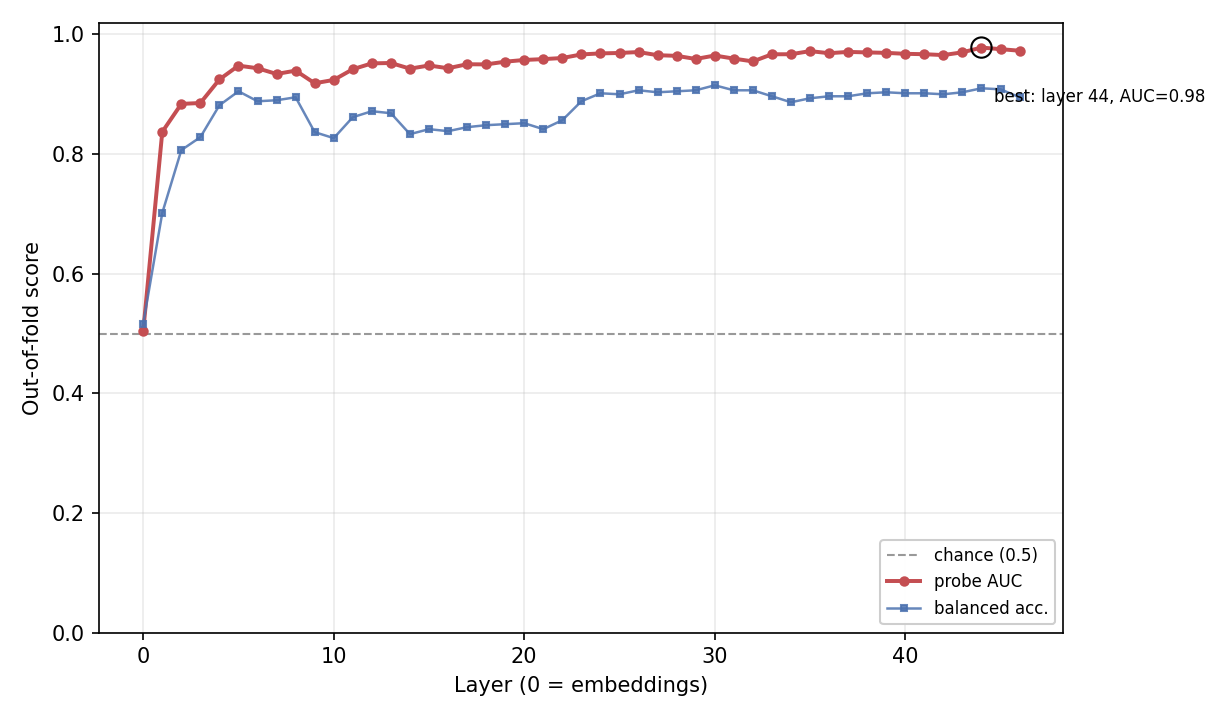 1.0
0.8
0.6
0.4
0.2
0.0
Out-of-fold score
best: layer 44, AUC=0.98
chance (0.5)
probe AUC
balanced acc.
0 10 20 30 40
Layer (0 = embeddings)